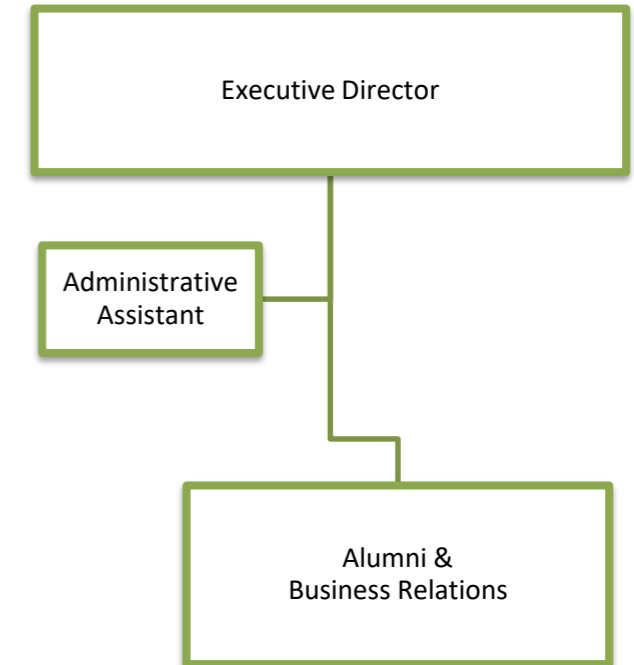 Executive Director
Administrative
Assistant
Alumni &
Business Relations